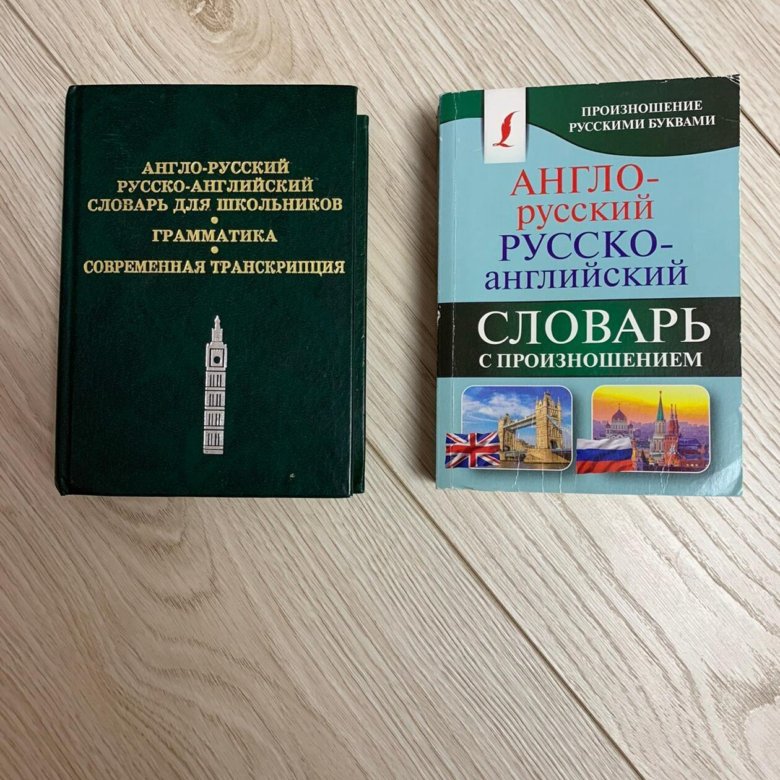 АНГЛО-РУССКИЙ
РУССКО-АНГЛИЙСКИЙ
СЛОВАРЬ ДЛЯ ШКОЛЬНИКОВ
•
ГРАММАТИКА
•
СОВРЕМЕННАЯ ТРАНСКРИПЦИЯ
ПРОИЗНОШЕНИЕ
РУССКИМИ БУКВАМИ
АНГЛО-
русский
РУССКО-
английский
СЛОВАРЬ
С ПРОИЗНОШЕНИЕМ